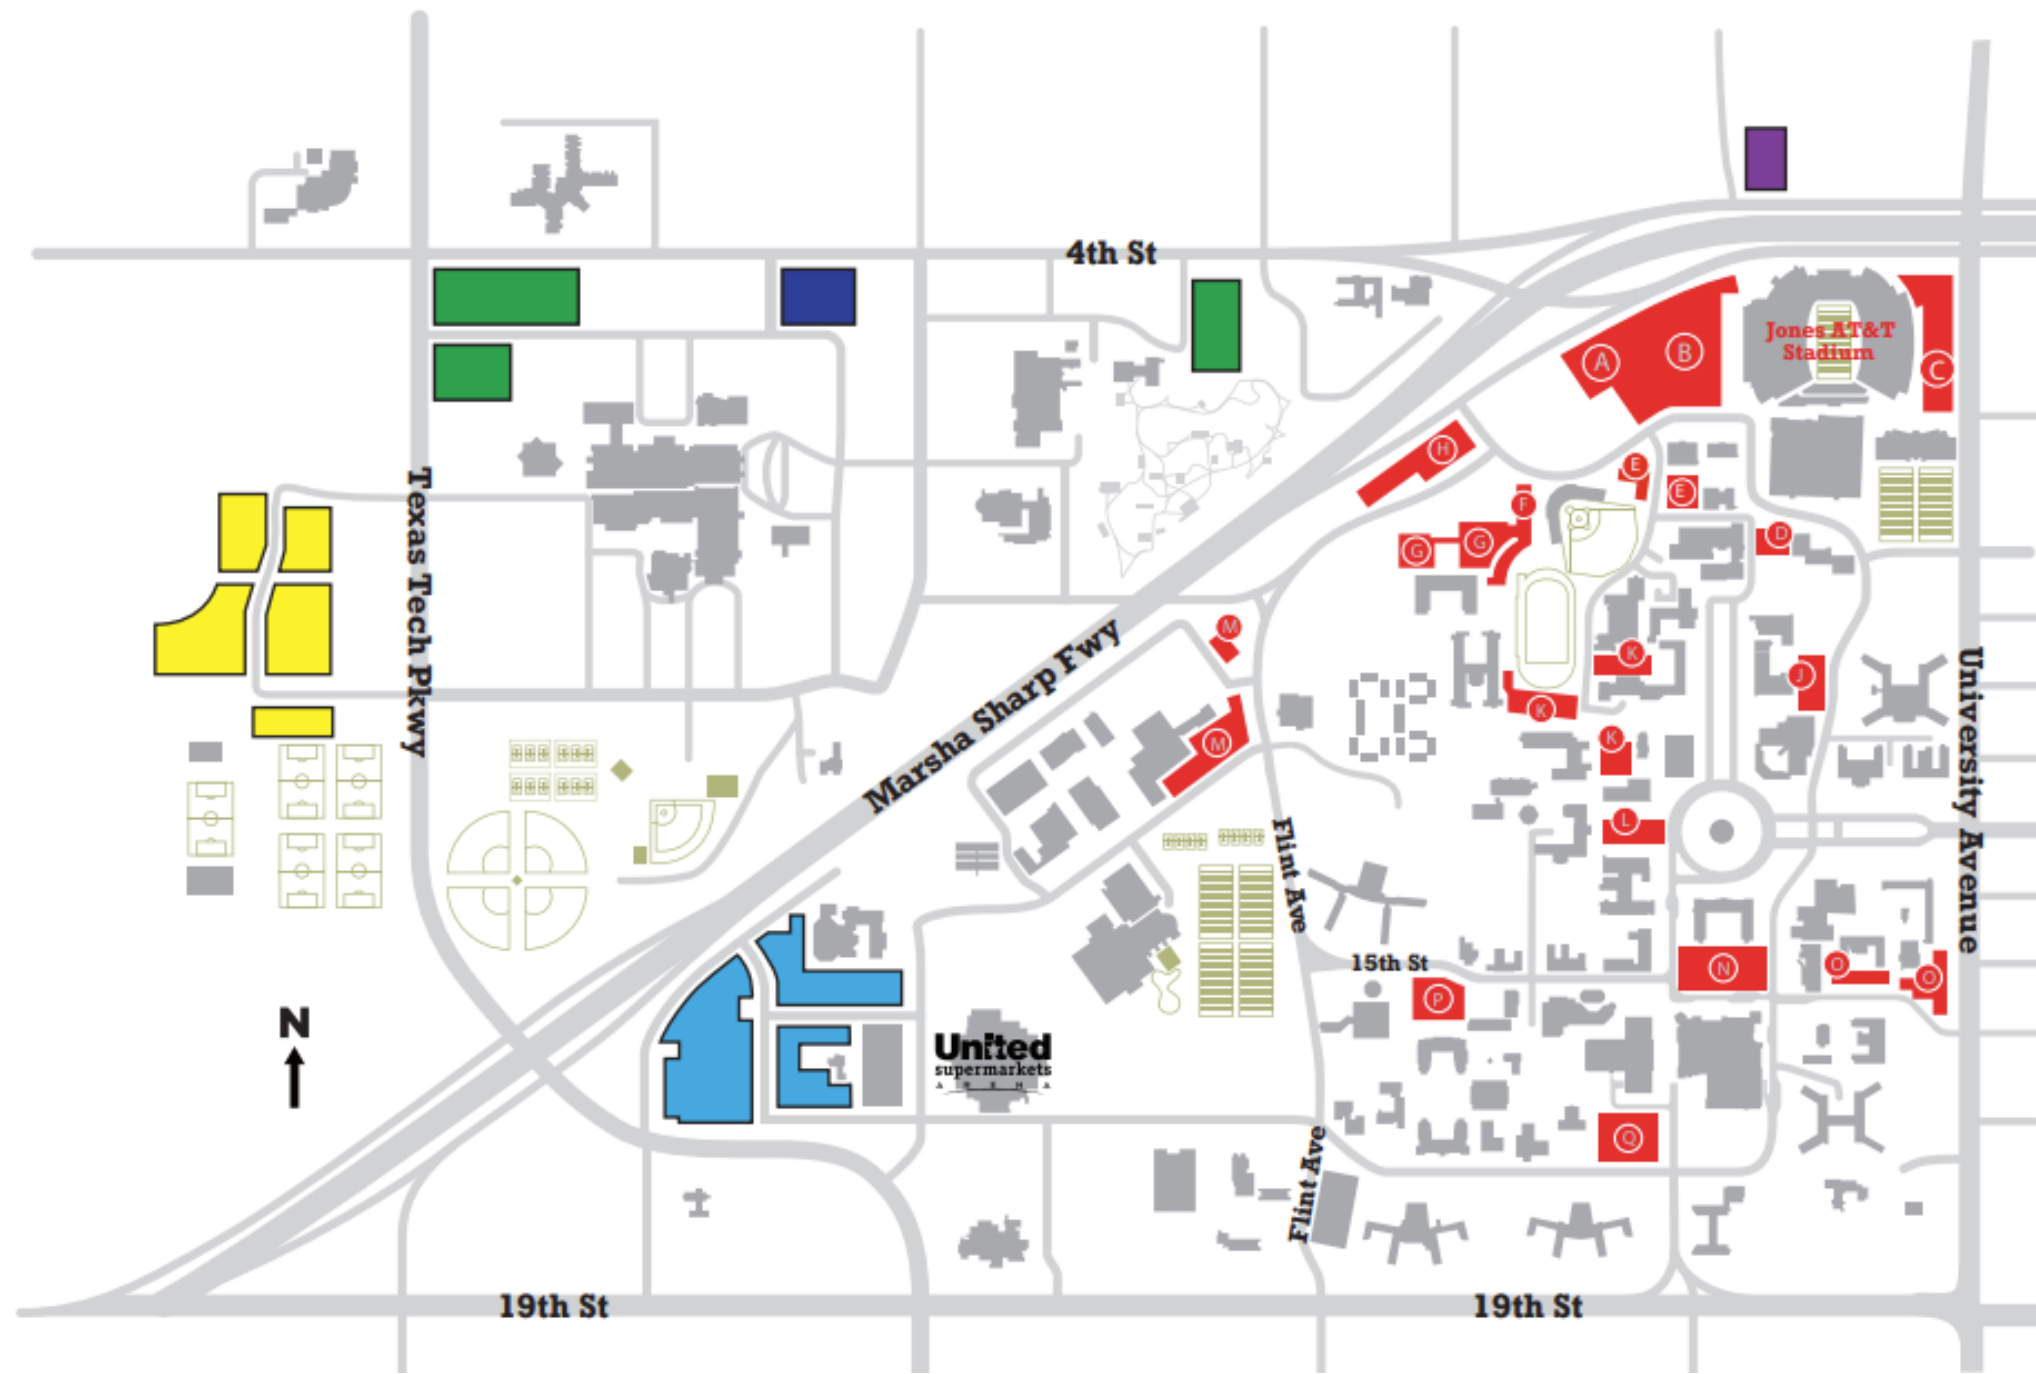 4th St
Jones AT&T
Stadium
A
B
C
H
E
E
F
D
G
G
Texas Tech Pkwy
M
K
J
K
Marsha Sharp Fwy
M
K
University Avenue
L
Flint Ave
15th St
N
O
O
P
N
United
supermarkets
ARENA
Q
Flint Ave
19th St
19th St